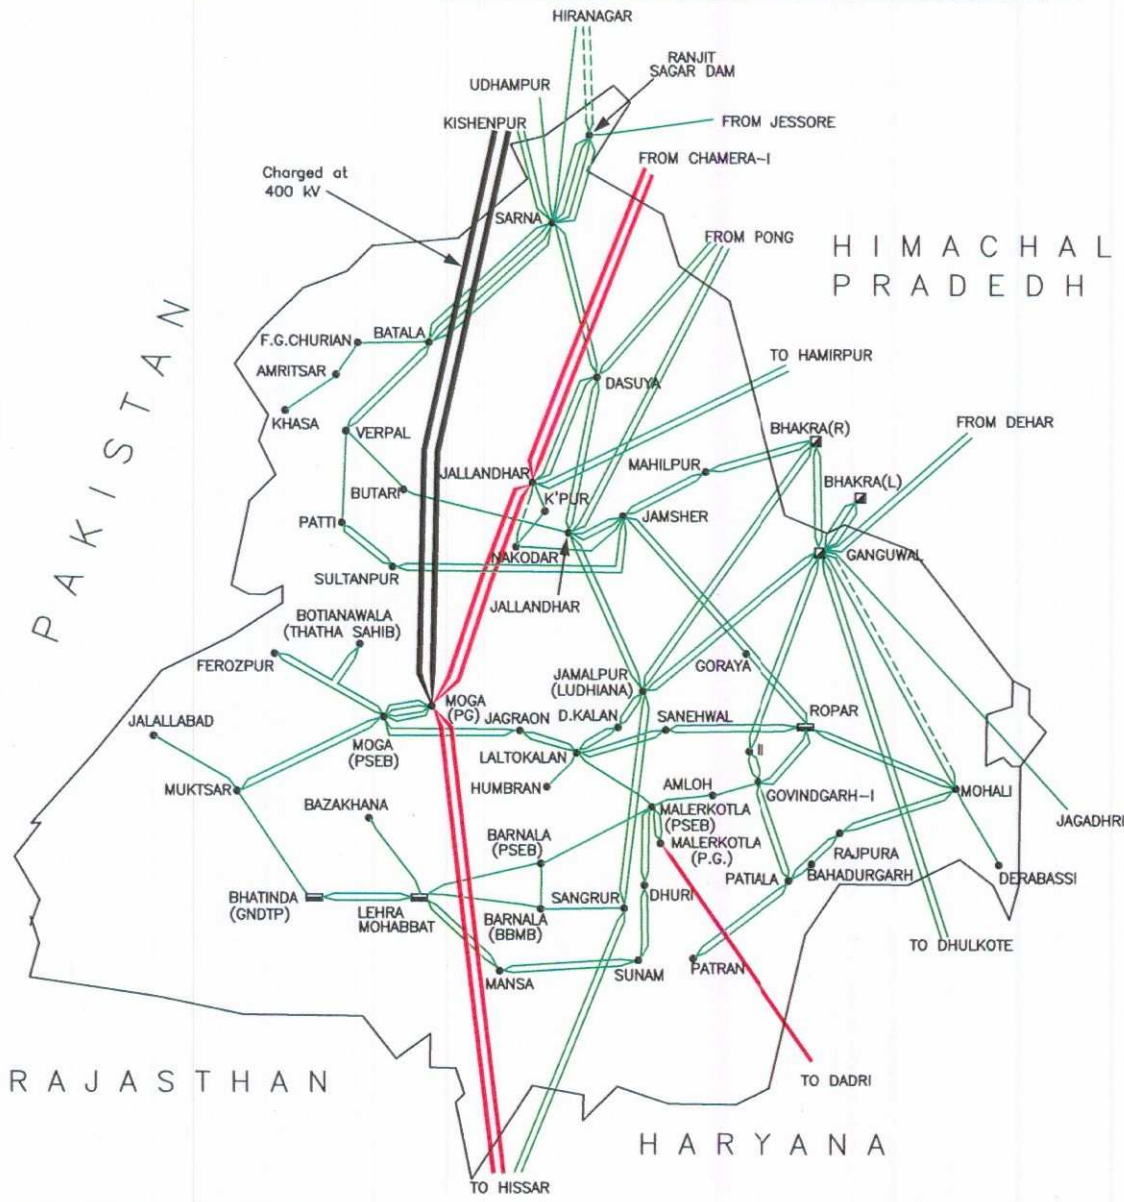 HIRANAGAR
RANJIT
SAGAR DAM
UDHAMPUR
KISHENPUR
FROM JESSORE
FROM CHAMERA-I
Charged at
400 kV
SARNA
FROM PONG
HIMACHAL
PRADEDH
PAKISTAN
F.G.CHURIAN
BATALA
AMRITSAR
TO HAMIRPUR
DASUYA
KHASA
VERPAL
BHAKRA(R)
FROM DEHAR
MAHILPUR
JALLANDHAR
BHAKRA(L)
BUTARI
K'PUR
PATTI
JAMSHER
NAKODAR
GANGUWAL
SULTANPUR
JALLANDHAR
BOTIANAWALA
(THATHA SAHIB)
FEROZPUR
GORAYA
JAMALPUR
(LUDHIANA)
MOGA
(PG)
ROPAR
JALALLABAD
JAGRAON
D.KALAN
SANEHWAL
MOGA
(PSEB)
LALTOKALAN
II
MUKTSAR
HUMBRAN
AMLOH
GOVINDGARH-I
MOHALI
BAZAKHANA
MALERKOTLA
(PSEB)
JAGADHRI
BARNALA
(PSEB)
MALERKOTLA
(P.G.)
RAJPURA
BAHADURGARH
PATIALA
DERABASSI
BHATINDA
(GNDTP)
LEHRA
MOHABBAT
SANGRUR
DHURI
BARNALA
(BBMB)
TO DHULKOTE
MANSA
SUNAM
PATRAN
RAJASTHAN
TO DADRI
HARYANA
TO HISSAR